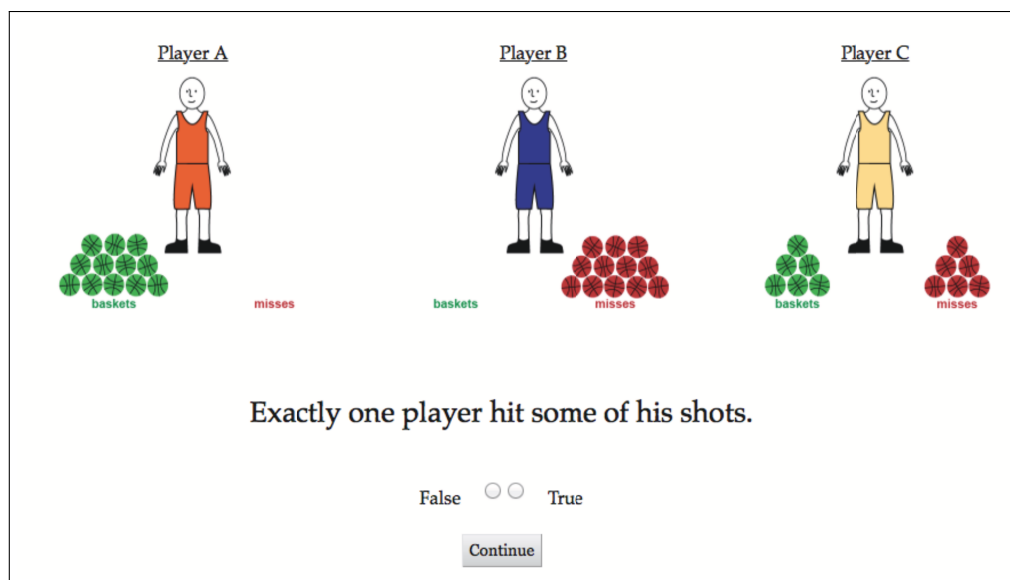 Player A Player B Player C
baskets misses baskets misses baskets misses
Exactly one player hit some of his shots.
False True
Continue